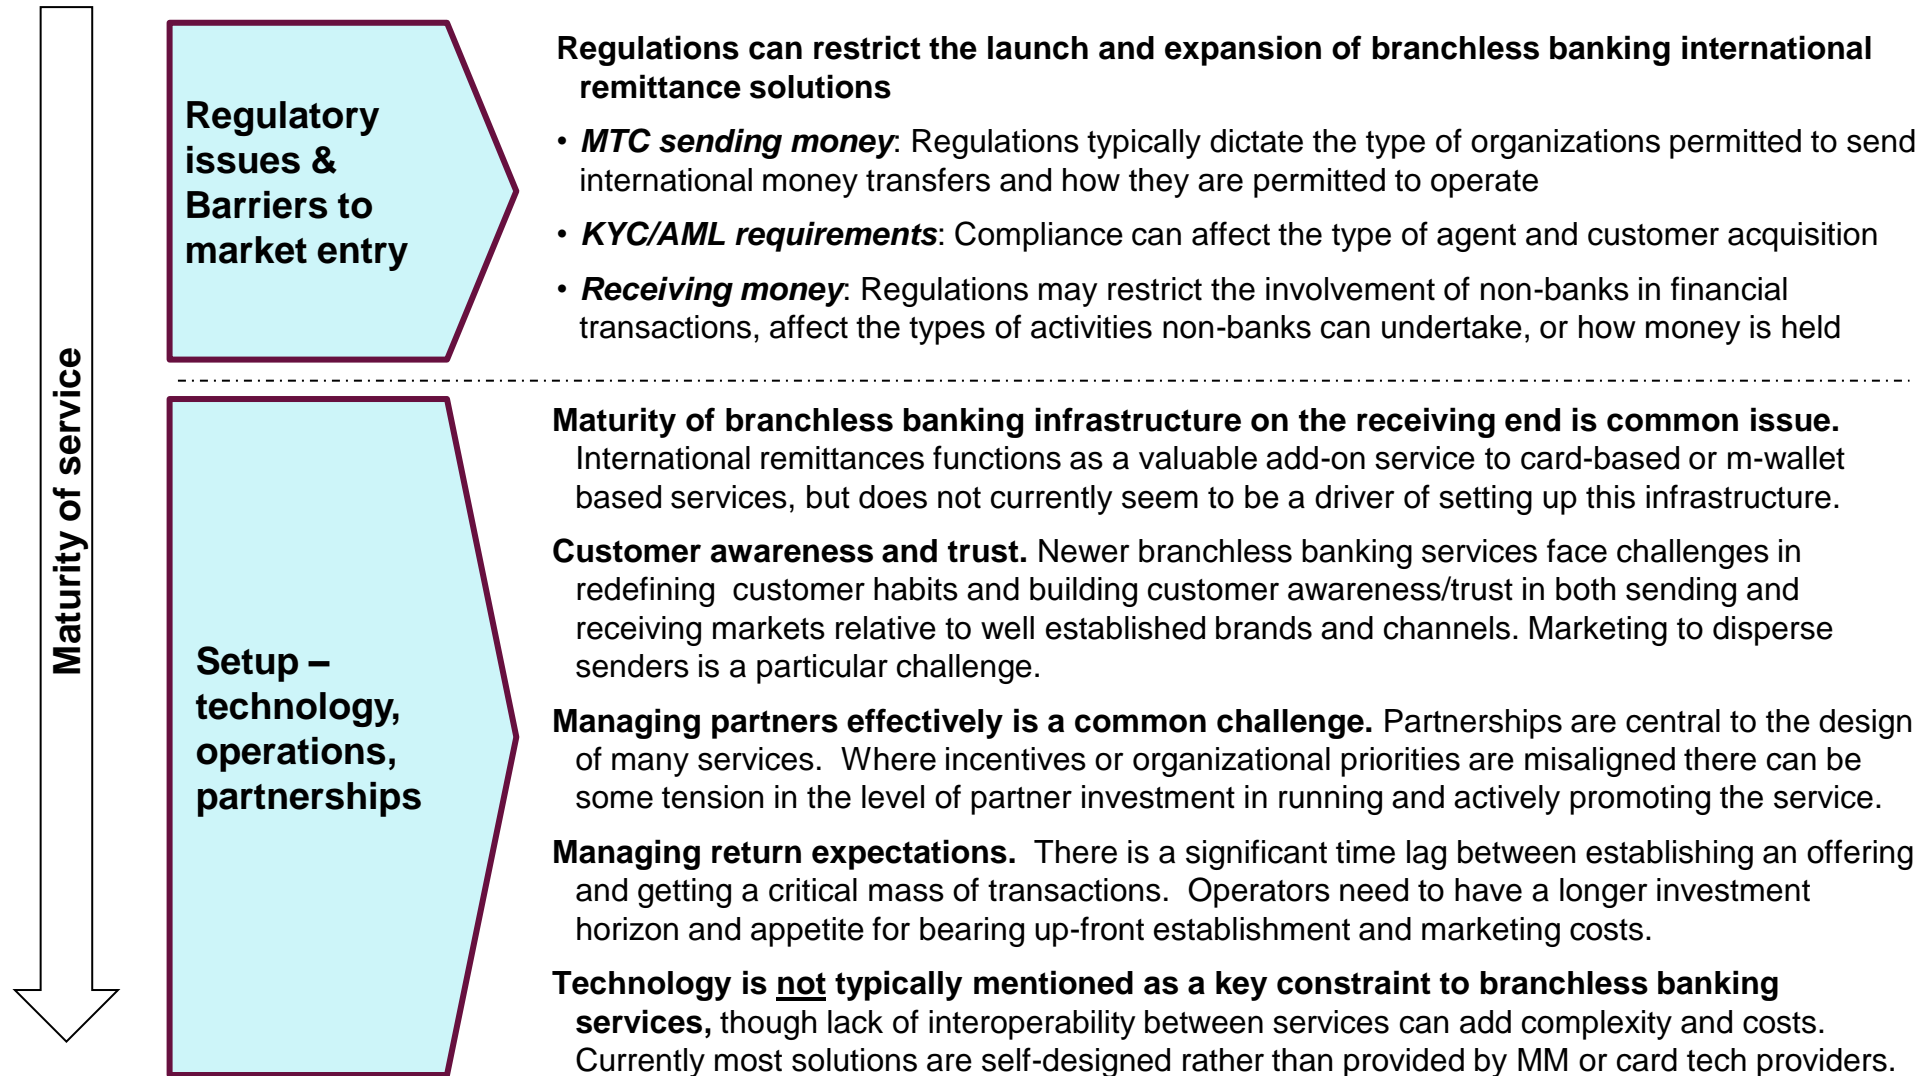 Maturity of service
Regulatory
issues &
Barriers to
market entry
Regulations can restrict the launch and expansion of branchless banking international
remittance solutions
• MTC sending money: Regulations typically dictate the type of organizations permitted to send
international money transfers and how they are permitted to operate
• KYC/AML requirements: Compliance can affect the type of agent and customer acquisition
• Receiving money: Regulations may restrict the involvement of non-banks in financial
transactions, affect the types of activities non-banks can undertake, or how money is held
Setup –
technology,
operations,
partnerships
Maturity of branchless banking infrastructure on the receiving end is common issue.
International remittances functions as a valuable add-on service to card-based or m-wallet
based services, but does not currently seem to be a driver of setting up this infrastructure.
Customer awareness and trust. Newer branchless banking services face challenges in
redefining  customer habits and building customer awareness/trust in both sending and
receiving markets relative to well established brands and channels. Marketing to disperse
senders is a particular challenge.
Managing partners effectively is a common challenge. Partnerships are central to the design
of many services.  Where incentives or organizational priorities are misaligned there can be
some tension in the level of partner investment in running and actively promoting the service.
Managing return expectations.  There is a significant time lag between establishing an offering
and getting a critical mass of transactions.  Operators need to have a longer investment
horizon and appetite for bearing up-front establishment and marketing costs.
Technology is not typically mentioned as a key constraint to branchless banking
services, though lack of interoperability between services can add complexity and costs.
Currently most solutions are self-designed rather than provided by MM or card tech providers.